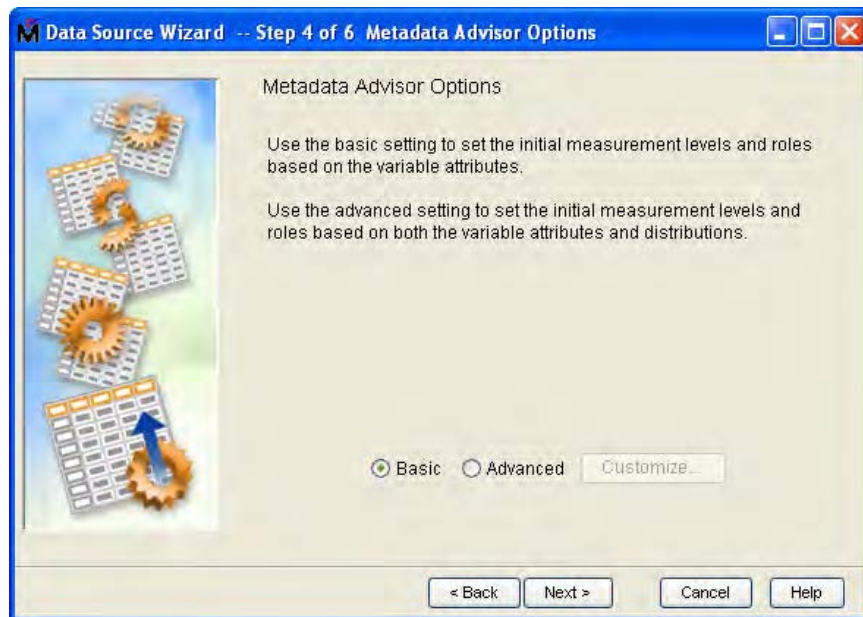 Data Source Wizard -- Step 4 of 6 Metadata Advisor Options
Metadata Advisor Options
Use the basic setting to set the initial measurement levels and roles
based on the variable attributes.
Use the advanced setting to set the initial measurement levels and
roles based on both the variable attributes and distributions.
Basic Advanced Customize...
< Back Next > Cancel Help